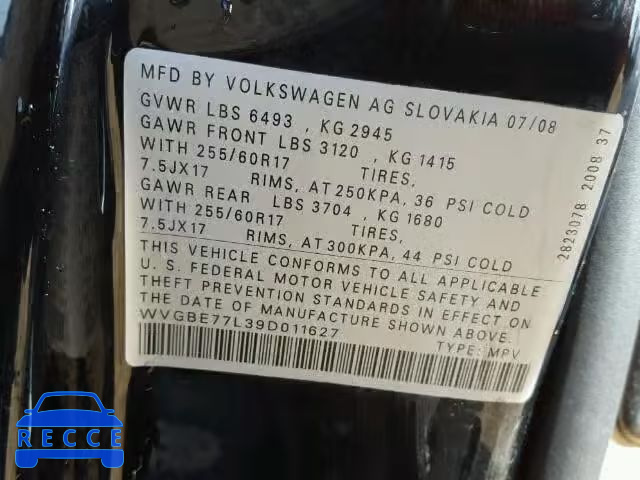 MFD BY VOLKSWAGEN AG SLOVAKIA 07/08
GVWR LBS 6493 , KG 2945
GAWR FRONT LBS 3120 , KG 1415
WITH 255/60R17 TIRES,
7.5JX17 RIMS, AT 250KPA, 36 PSI COLD
GAWR REAR LBS 3704 , KG 1680
WITH 255/60R17 TIRES,
7.5JX17 RIMS, AT 300KPA, 44 PSI COLD
THIS VEHICLE CONFORMS TO ALL APPLICABLE
U. S. FEDERAL MOTOR VEHICLE SAFETY AND
THEFT PREVENTION STANDARDS IN EFFECT ON
THE DATE OF MANUFACTURE SHOWN ABOVE.
WVGBE77L39D011627
TYPE: MPV
2823078 2008 37
RECCE